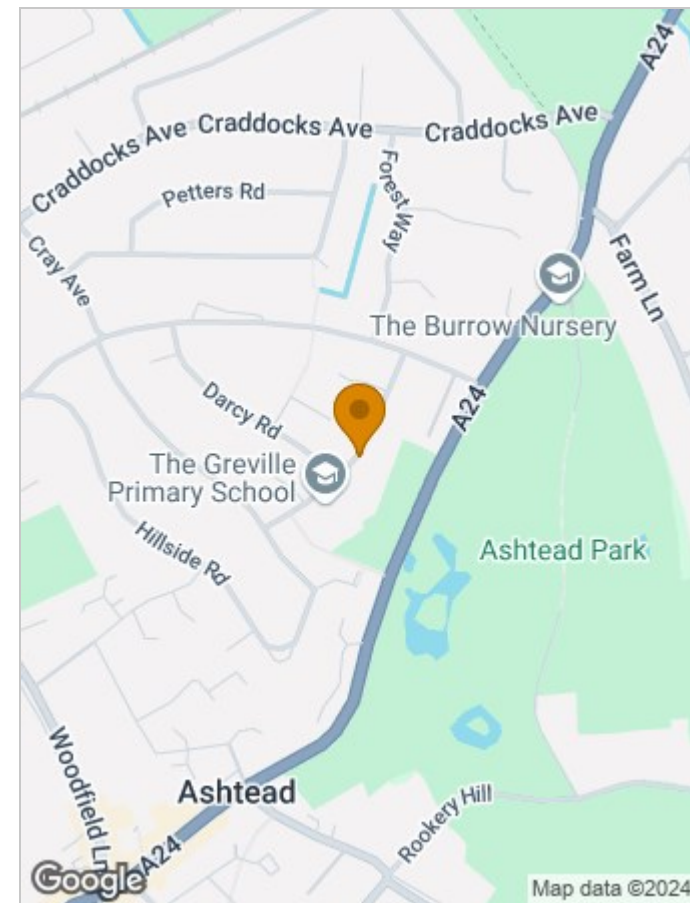 A24
Craddocks Ave
Craddocks Ave
Craddocks Ave
Petters Rd
Forest Way
Cray Ave
Farm Ln
The Burrow Nursery
Darcy Rd
A24
The Greville
Primary School
Hillside Rd
Ashtead Park
Woodfield Ln
Ashtead
Rookery Hill
A24
Google
Map data ©2024